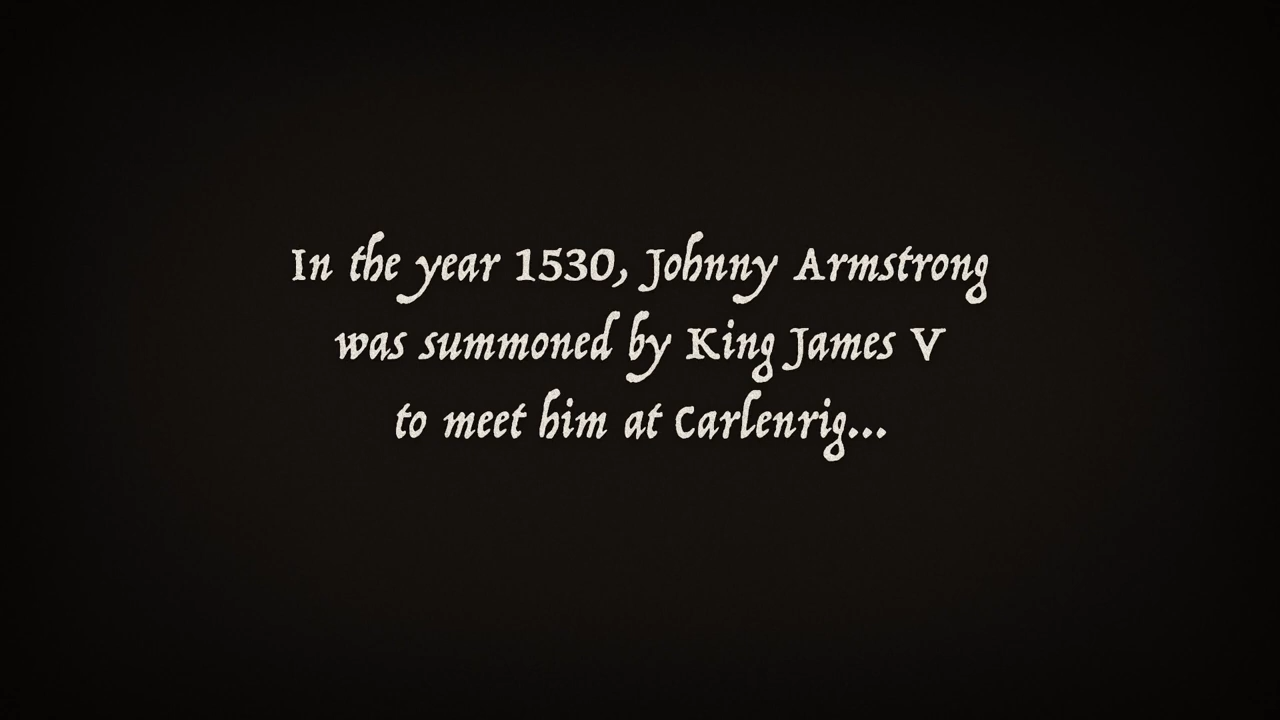 In the year 1530, Johnny Armstrong
was summoned by King James V
to meet him at Carlenrig...